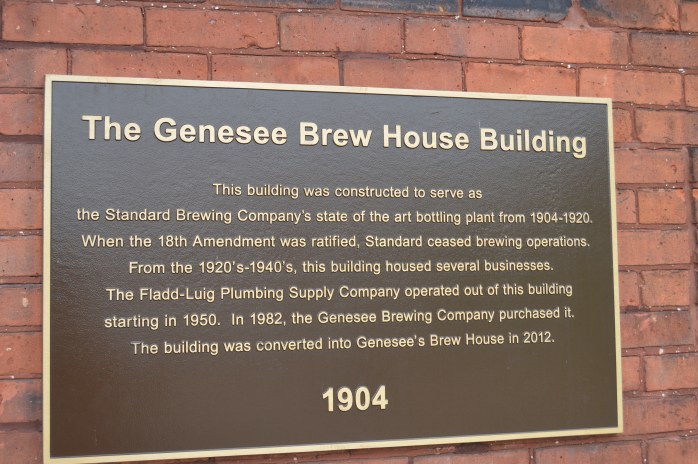 The Genesee Brew House Building
This building was constructed to serve as
the Standard Brewing Company's state of the art bottling plant from 1904-1920.
When the 18th Amendment was ratified, Standard ceased brewing operations.
From the 1920's-1940's, this building housed several businesses.
The Fladd-Luig Plumbing Supply Company operated out of this building
starting in 1950. In 1982, the Genesee Brewing Company purchased it.
The building was converted into Genesee's Brew House in 2012.
1904